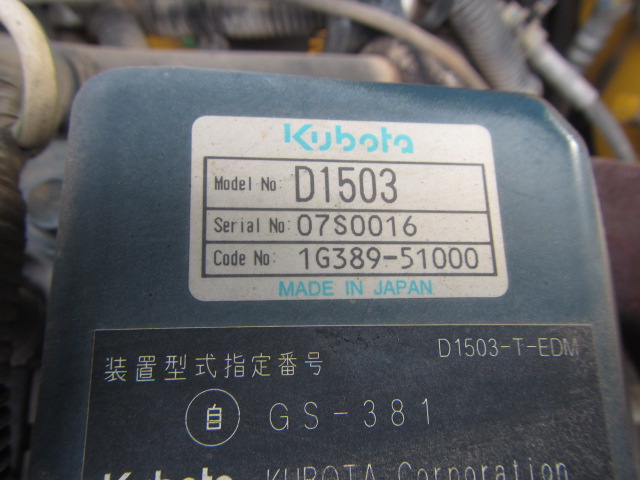 Kubota
Model No: D1503
Serial No: 07S0016
Code No: 1G389-51000
MADE IN JAPAN
装置型式指定番号 D1503-T-EDM
自 GS-381
Kubota KUBOTA Corporation